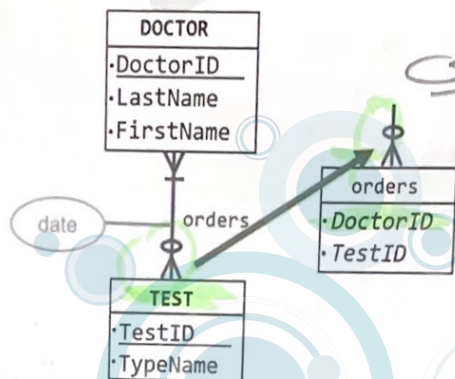 DOCTOR
·DoctorID
·LastName
·FirstName
date
orders
orders
·DoctorID
·TestID
TEST
·TestID
·TypeName